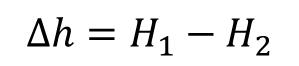 Δh = H₁ − H₂